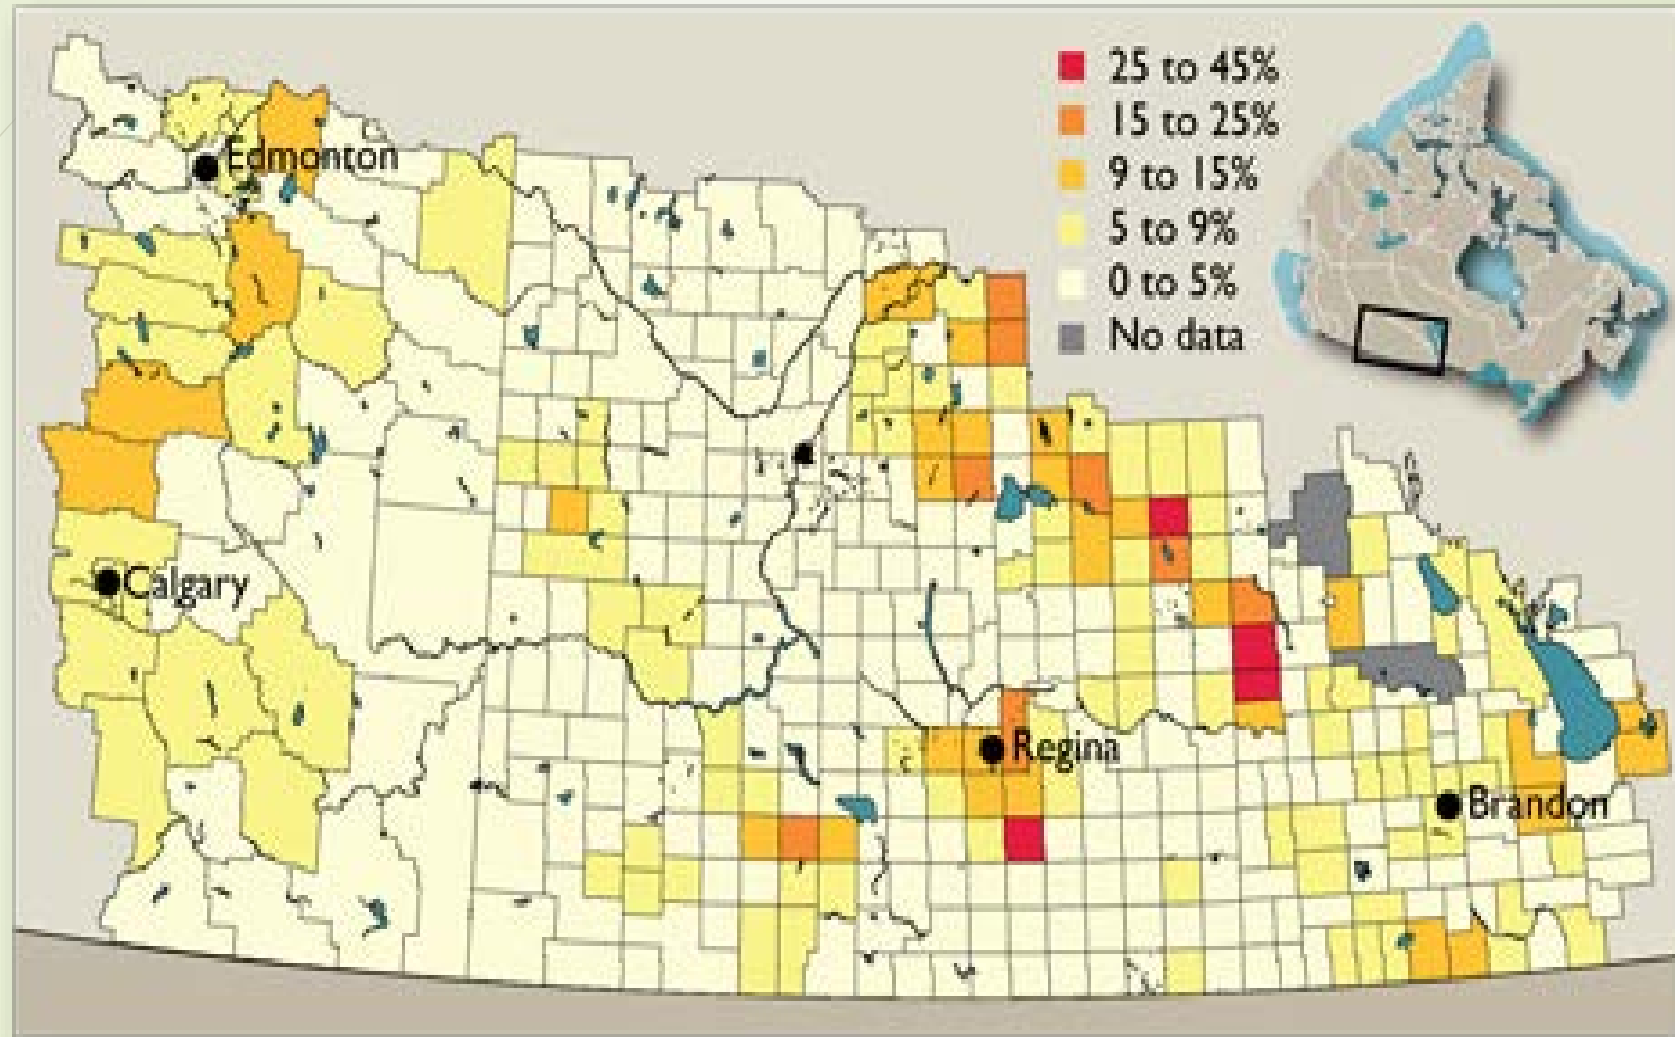 25 to 45%
15 to 25%
9 to 15%
5 to 9%
0 to 5%
No data
Edmonton
Calgary
Regina
Brandon